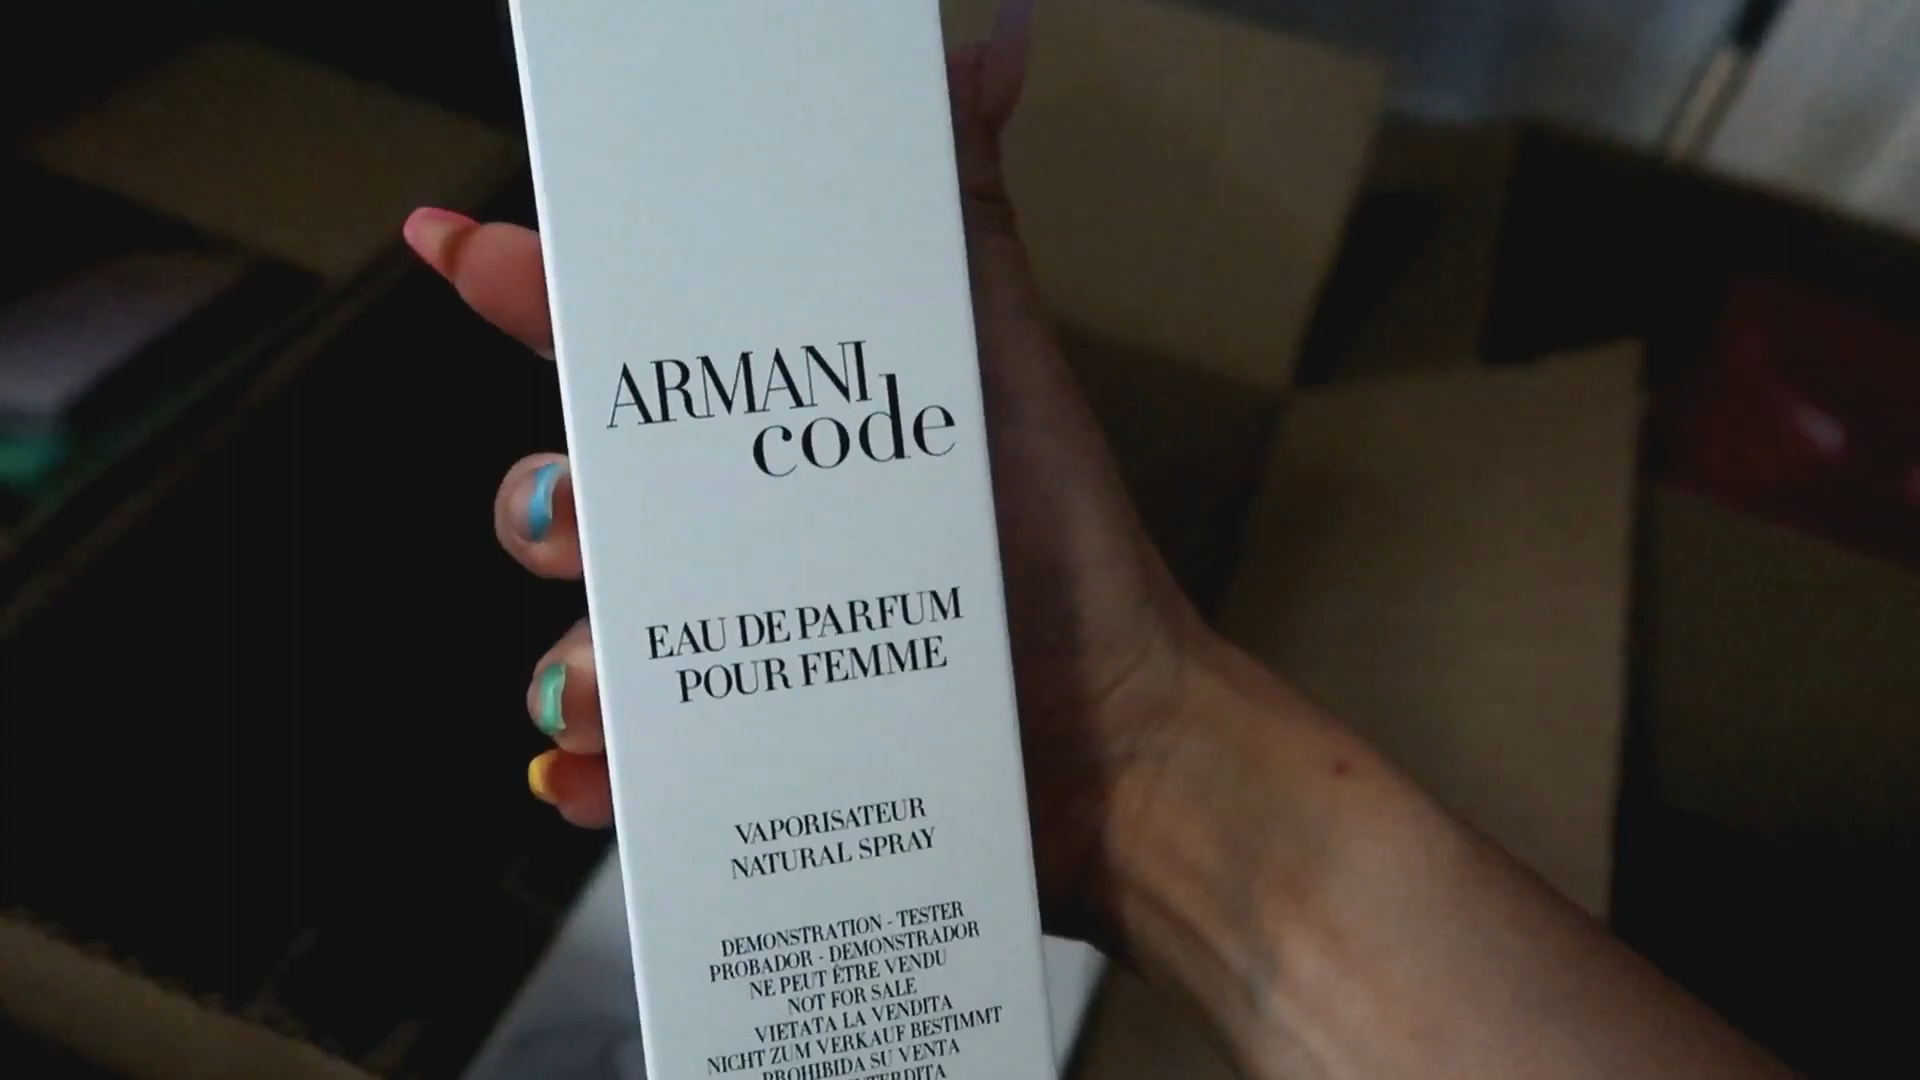 ARMANI
code
EAU DE PARFUM
POUR FEMME
VAPORISATEUR
NATURAL SPRAY
DEMONSTRATION - TESTER
PROBADOR - DEMONSTRADOR
NE PEUT ÊTRE VENDU
NOT FOR SALE
VIETATA LA VENDITA
NICHT ZUM VERKAUF BESTIMMT
PROHIBIDA SU VENTA